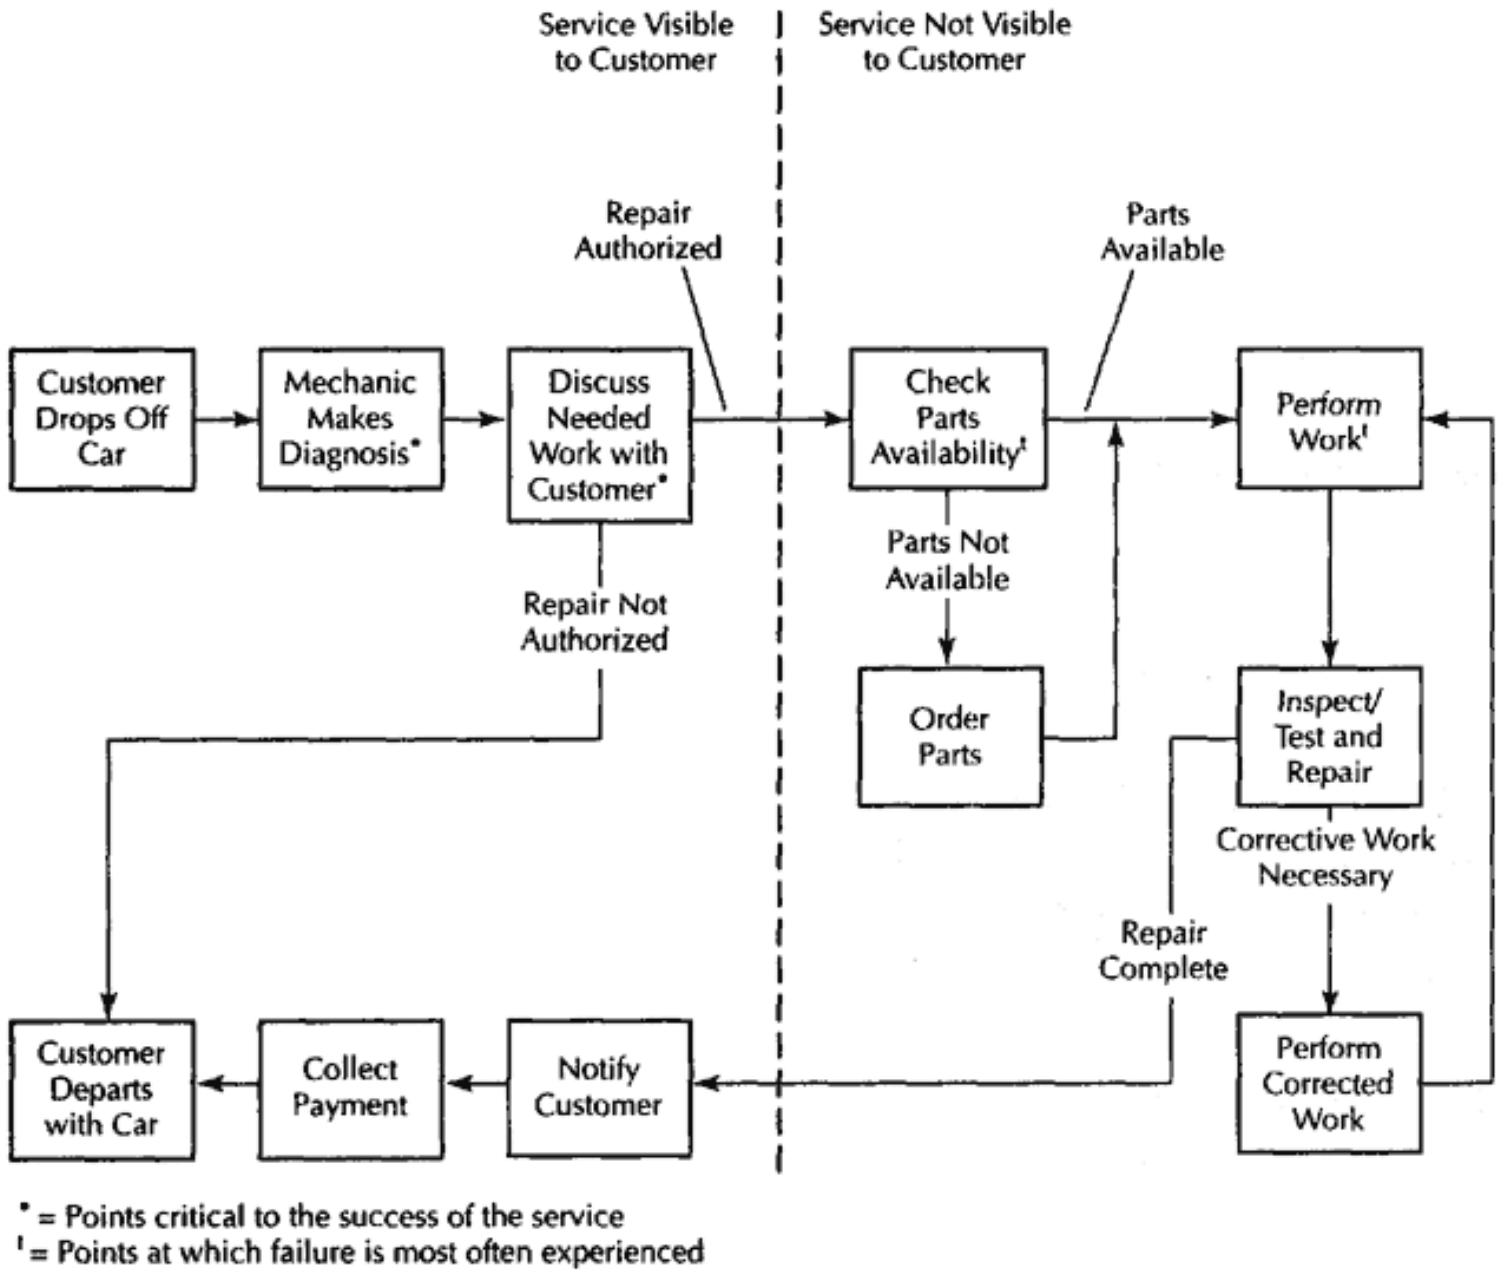 Service Visible
to Customer
Service Not Visible
to Customer
Repair
Authorized
Parts
Available
Customer
Drops Off
Car
Mechanic
Makes
Diagnosis*
Discuss
Needed
Work with
Customer*
Check
Parts
Availability†
Perform
Work†
Parts Not
Available
Repair Not
Authorized
Order
Parts
Inspect/
Test and
Repair
Corrective Work
Necessary
Repair
Complete
Customer
Departs
with Car
Collect
Payment
Notify
Customer
Perform
Corrected
Work
* = Points critical to the success of the service
† = Points at which failure is most often experienced